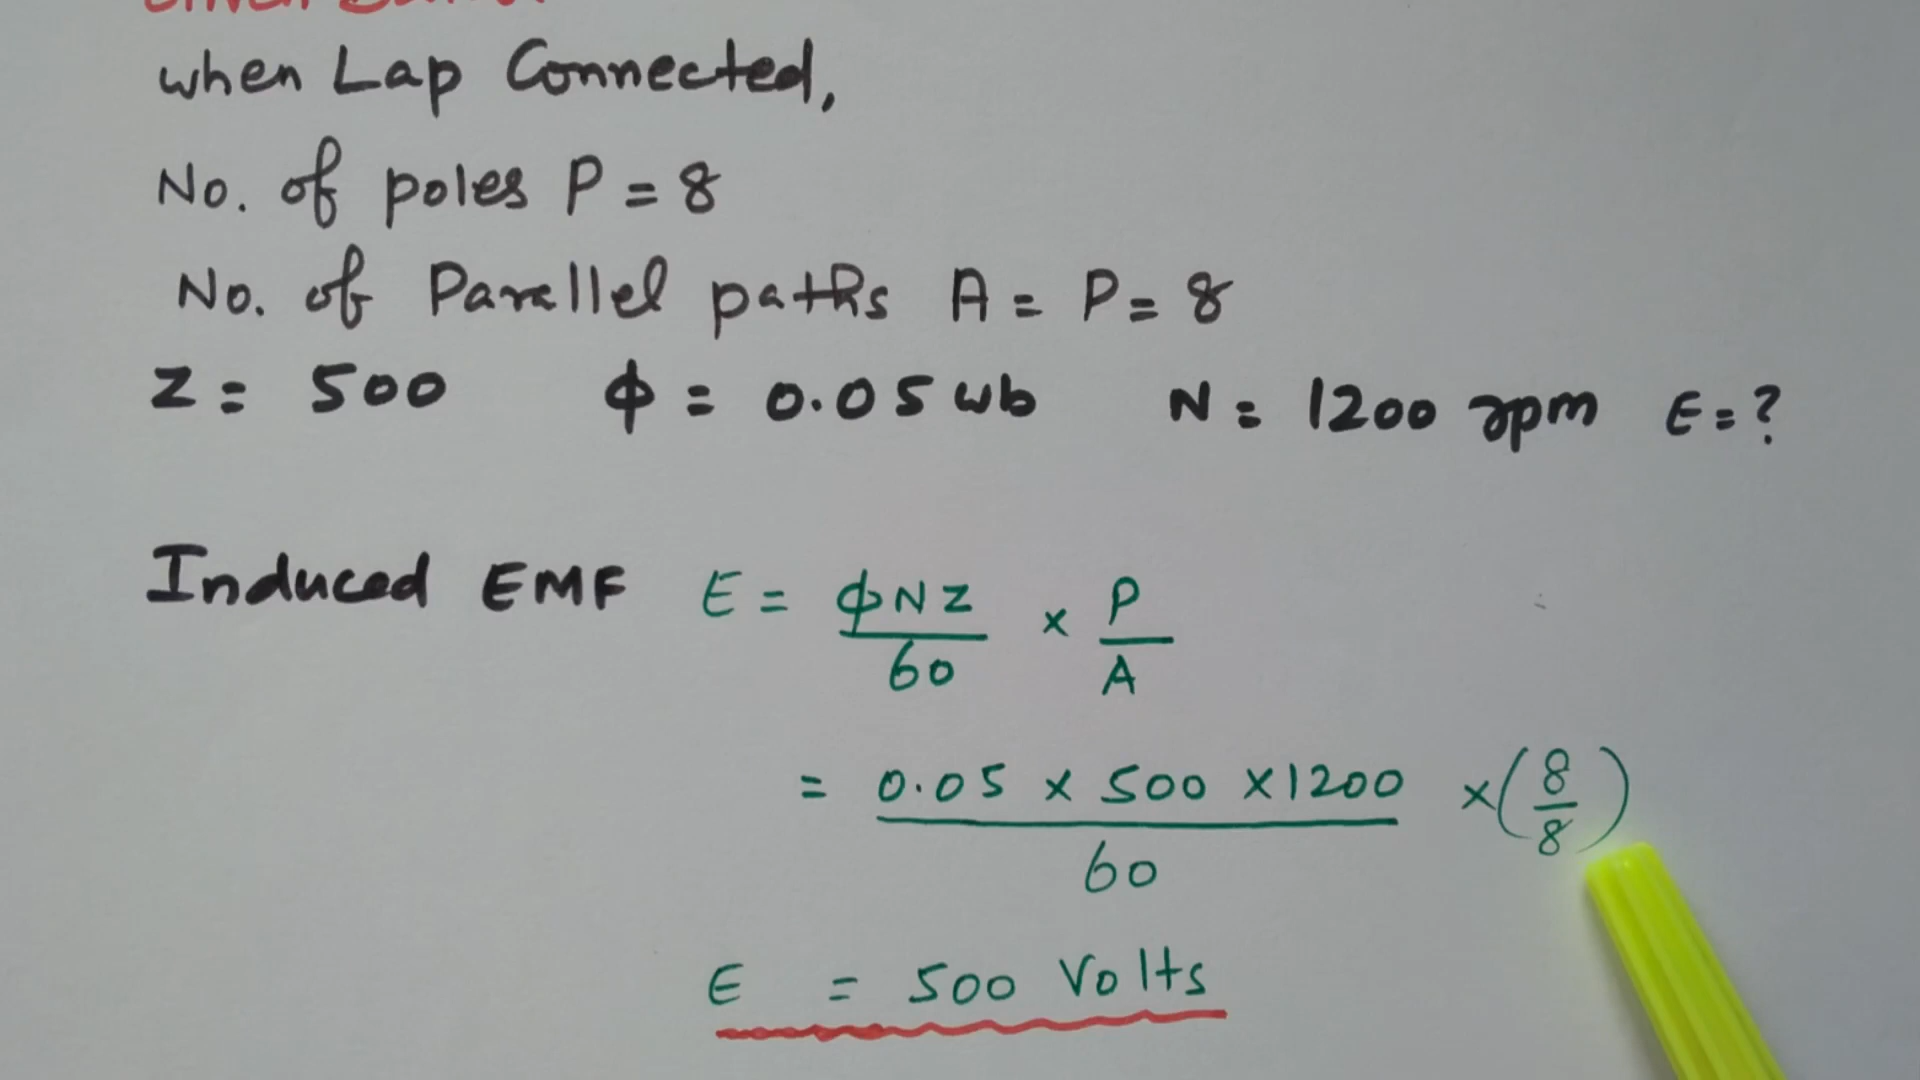 when Lap Connected,
No. of poles P = 8
No. of Parallel paths A = P = 8
Z = 500 ϕ = 0.05 wb N = 1200 rpm E = ?
Induced EMF E = ϕNZ/60 × P/A
= 0.05 × 500 × 1200/60 × (8/8)
E = 500 Volts